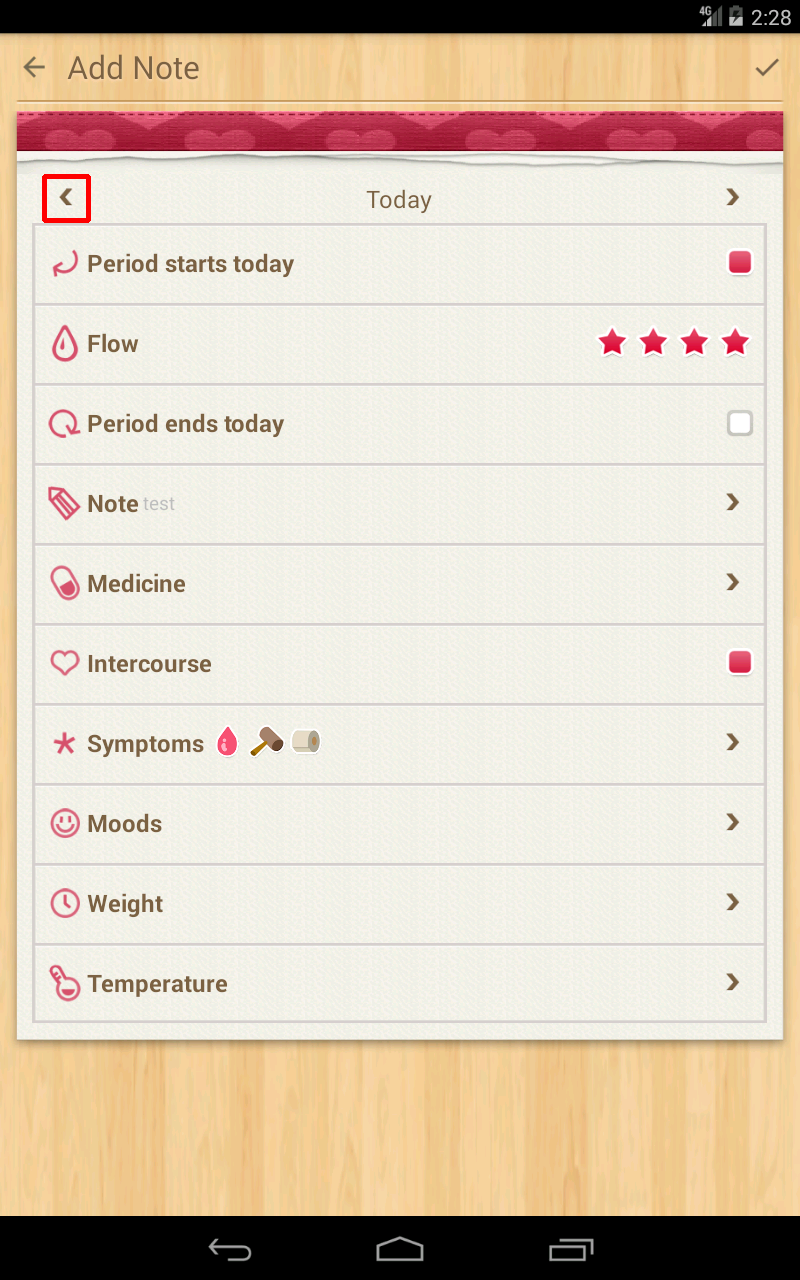 4G 2:28
Add Note
Today
Period starts today
Flow
Period ends today
Note test
Medicine
Intercourse
Symptoms
Moods
Weight
Temperature